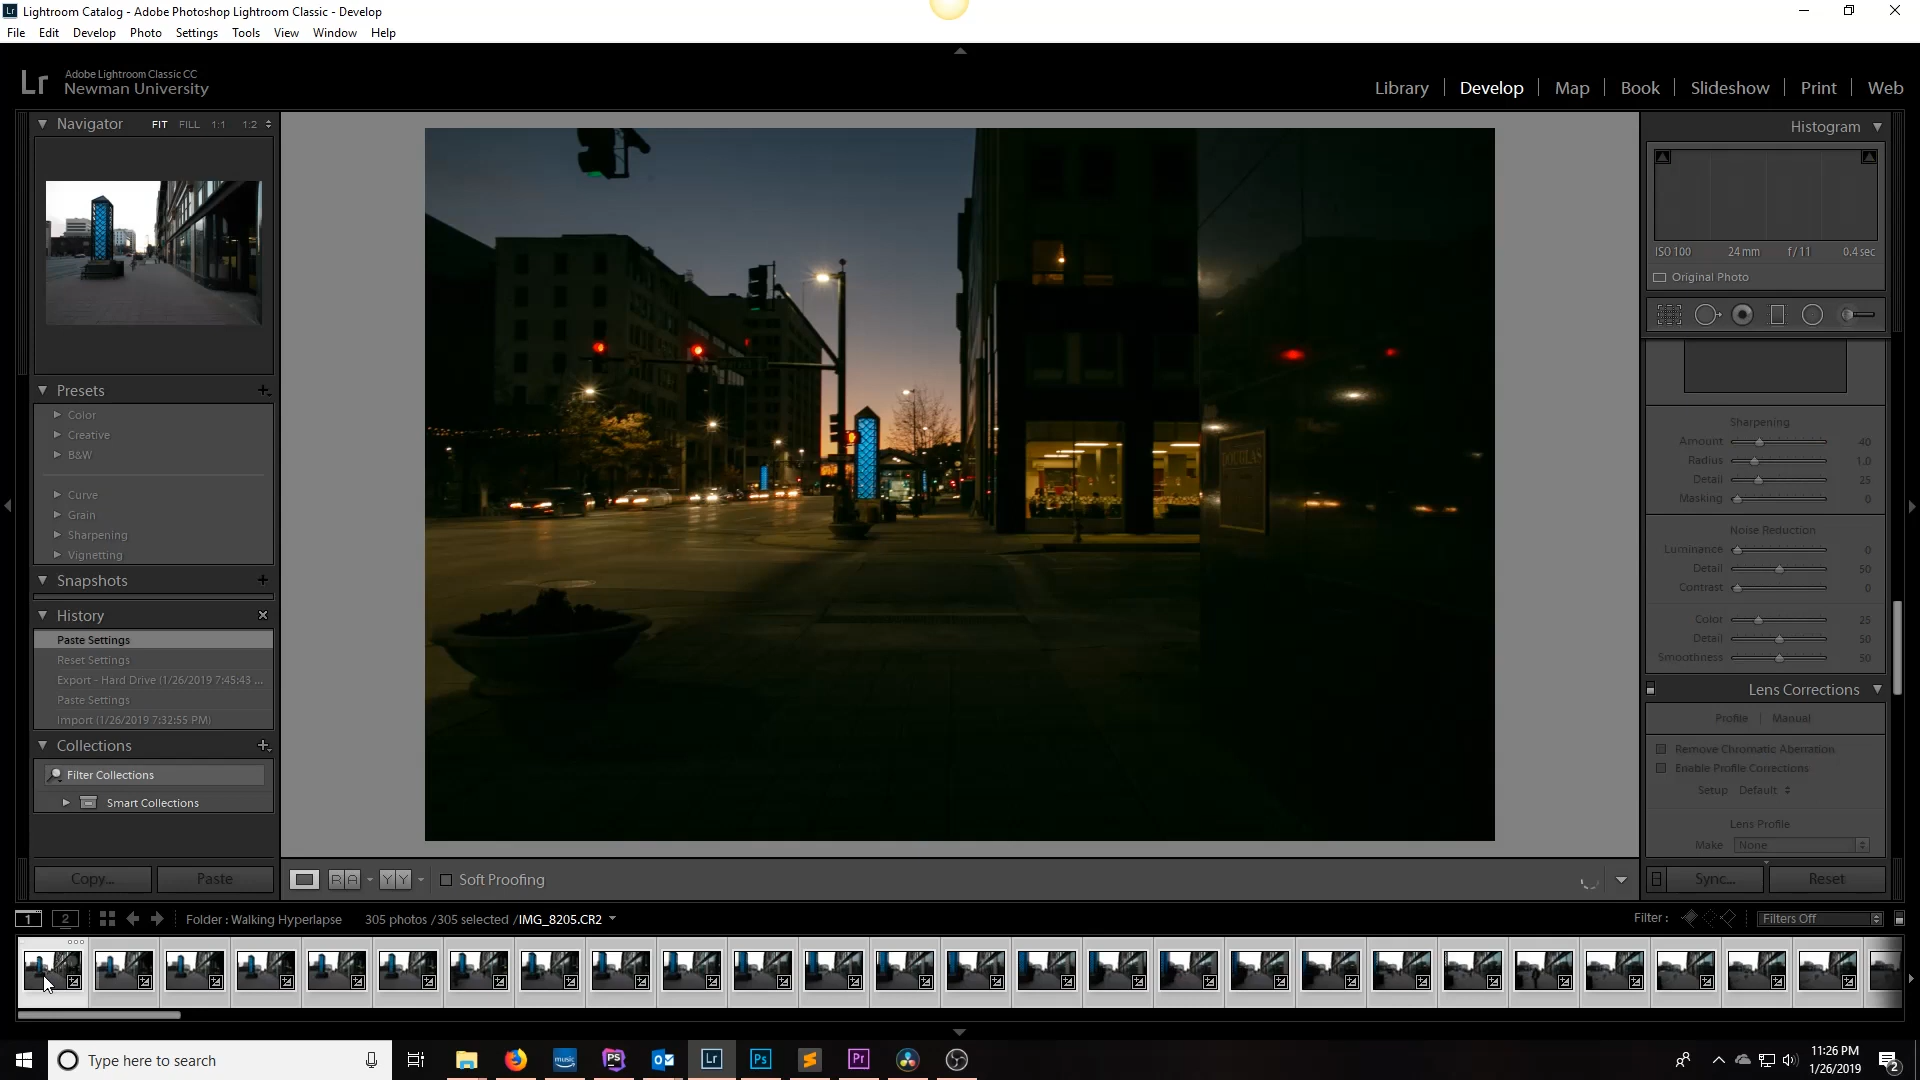 Lightroom Catalog - Adobe Photoshop Lightroom Classic - Develop
File Edit Develop Photo Settings Tools View Window Help
Lr
Adobe Lightroom Classic CC
Newman University
Library Develop Map Book Slideshow Print Web
Navigator FIT FILL 1:1 1:2
Presets
Color
Creative
B&W
Curve
Grain
Sharpening
Vignetting
Snapshots
History
Paste Settings
Reset Settings
Export - Hard Drive (1/26/2019 7:45:43 ...
Paste Settings
Import (1/26/2019 7:32:55 PM)
Collections
Filter Collections
Smart Collections
Copy... Paste
DOUGLAS
Histogram
ISO 100 24 mm f / 11 0.4 sec
Original Photo
Sharpening
Amount 40
Radius 1.0
Detail 25
Masking 0
Noise Reduction
Luminance 0
Detail 50
Contrast 0
Color 25
Detail 50
Smoothness 50
Lens Corrections
Profile Manual
Remove Chromatic Aberration
Enable Profile Corrections
Setup Default
Lens Profile
Make None
Sync... Reset
R A Y Y Soft Proofing
1 2 Folder : Walking Hyperlapse 305 photos / 305 selected / IMG_8205.CR2 Filter : Filters Off
Type here to search
music
PS
Lr
Ps
Pr
11:26 PM
1/26/2019
2